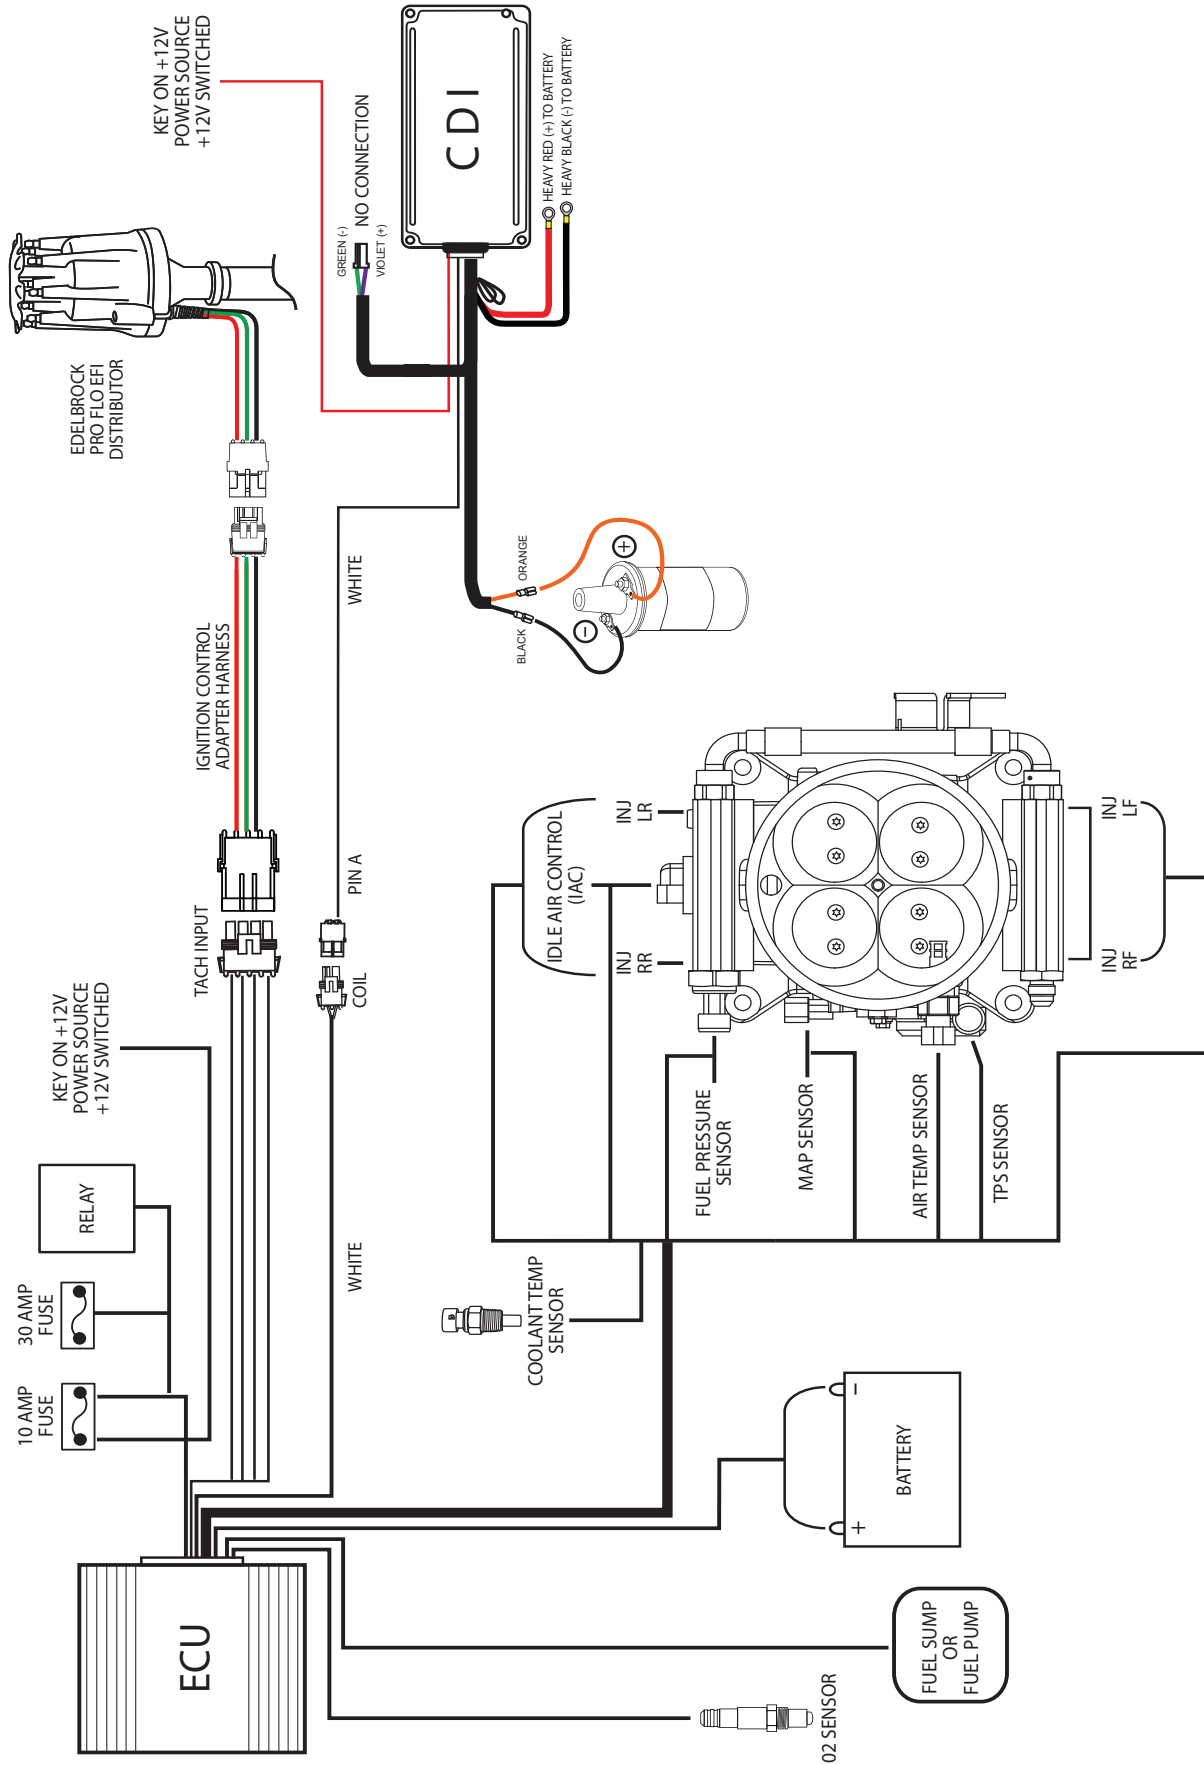 EDELBROCK
PRO FLO EFI
DISTRIBUTOR
KEY ON +12V
POWER SOURCE
+12V SWITCHED
GREEN (-)
NO CONNECTION
VIOLET (+)
CDI
HEAVY RED (+) TO BATTERY
HEAVY BLACK (-) TO BATTERY
IGNITION CONTROL
ADAPTER HARNESS
TACH INPUT
WHITE
PIN A
COIL
WHITE
BLACK
ORANGE
−
+
KEY ON +12V
POWER SOURCE
+12V SWITCHED
RELAY
30 AMP
FUSE
10 AMP
FUSE
ECU
IDLE AIR CONTROL
(IAC)
INJ
LR
INJ
RR
INJ
LF
INJ
RF
FUEL PRESSURE
SENSOR
MAP SENSOR
AIR TEMP SENSOR
TPS SENSOR
COOLANT TEMP
SENSOR
+
−
BATTERY
FUEL SUMP
OR
FUEL PUMP
02 SENSOR